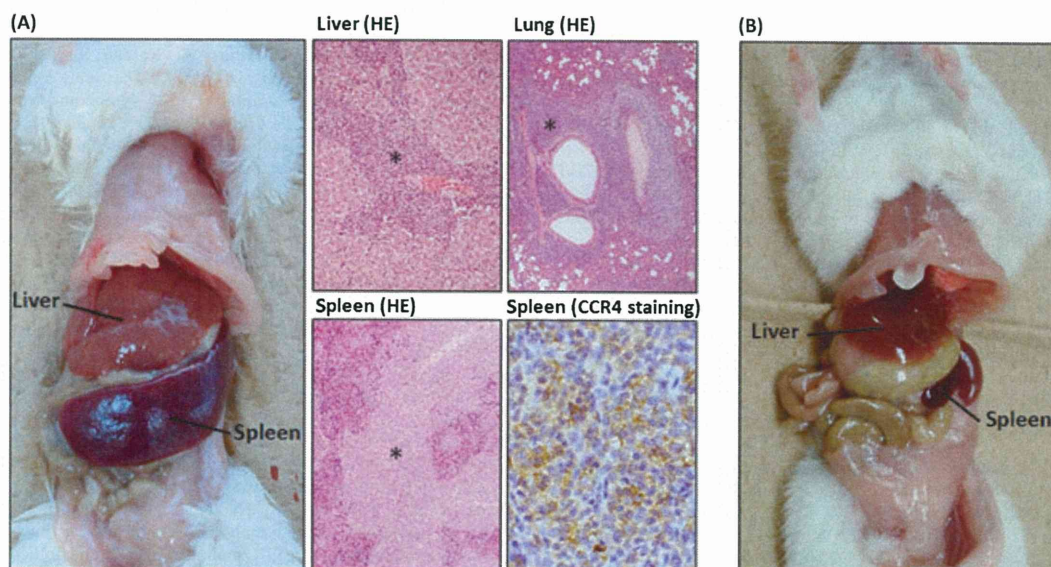 (A)
Liver (HE)
Lung (HE)
(B)
Liver
*
*
Liver
Spleen (HE)
Spleen (CCR4 staining)
Spleen
*
Spleen